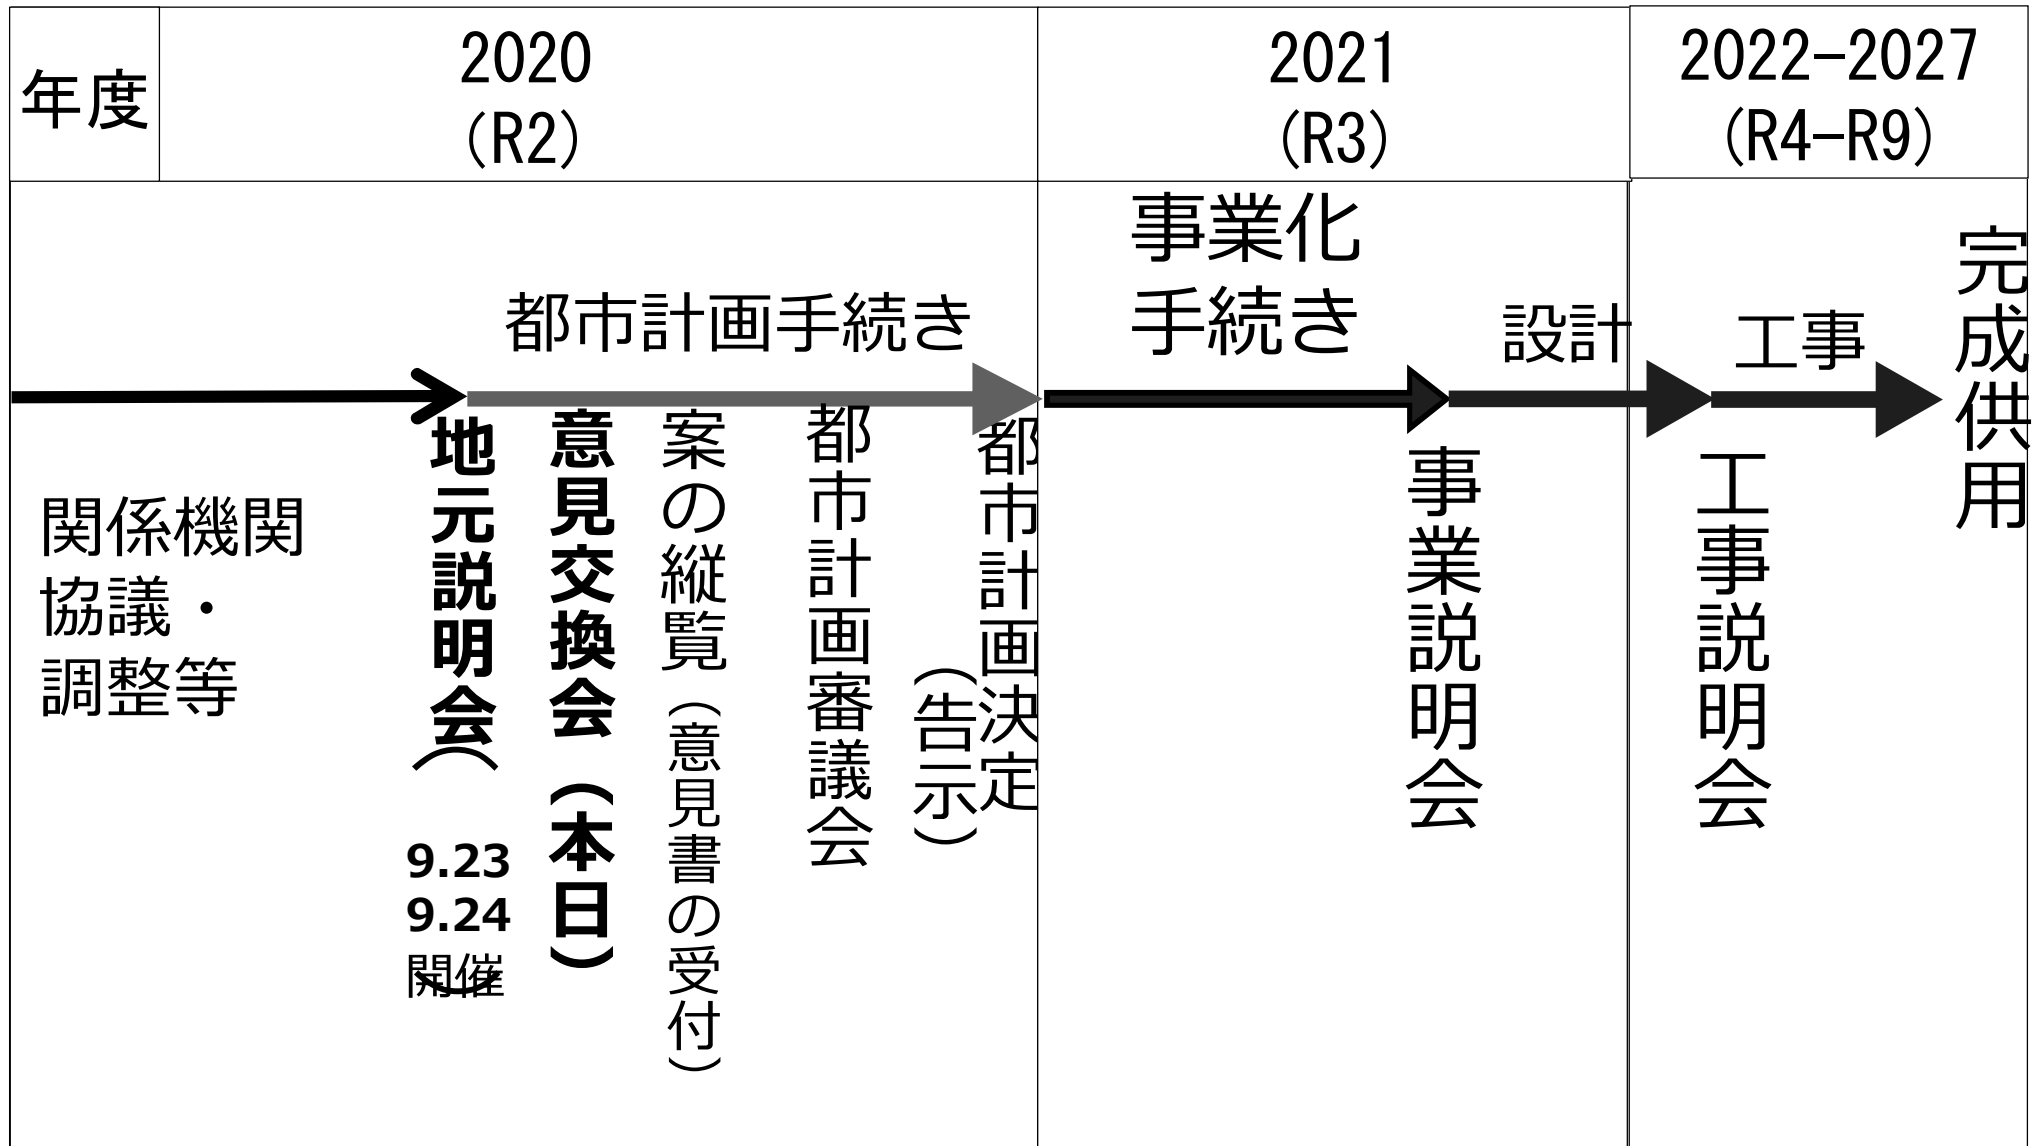 年度
2020
（R2）
2021
（R3）
2022−2027
（R4−R9）
都市計画手続き
事業化
手続き
設計
工事
完成供用
関係機関
協議・
調整等
地元説明会（
9.23
9.24
開催
）
意見交換会（本日）
案の縦覧（意見書の受付）
都市計画審議会
都市計画決定
（告示）
事業説明会
工事説明会